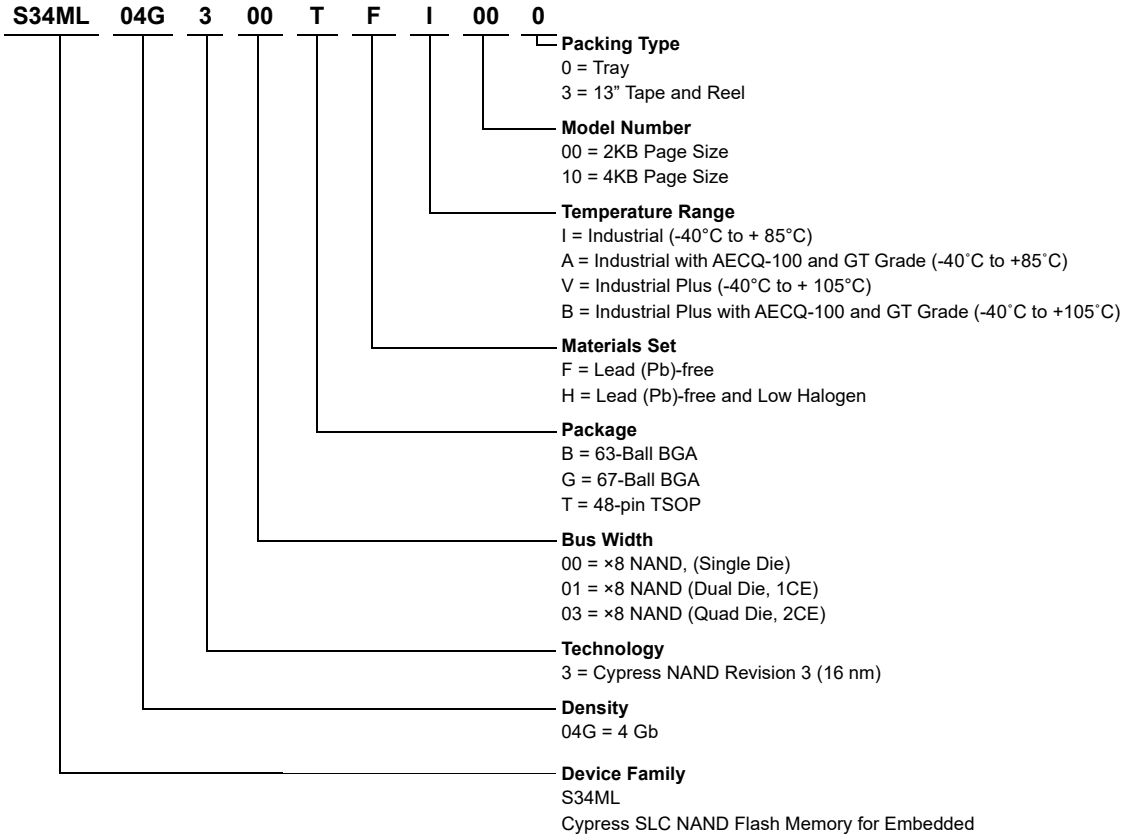 S34ML 04G 3 00 T F I 00 0
Packing Type
0 = Tray
3 = 13” Tape and Reel
Model Number
00 = 2KB Page Size
10 = 4KB Page Size
Temperature Range
I = Industrial (-40°C to + 85°C)
A = Industrial with AECQ-100 and GT Grade (-40˚C to +85˚C)
V = Industrial Plus (-40°C to + 105°C)
B = Industrial Plus with AECQ-100 and GT Grade (-40˚C to +105˚C)
Materials Set
F = Lead (Pb)-free
H = Lead (Pb)-free and Low Halogen
Package
B = 63-Ball BGA
G = 67-Ball BGA
T = 48-pin TSOP
Bus Width
00 = ×8 NAND, (Single Die)
01 = ×8 NAND (Dual Die, 1CE)
03 = ×8 NAND (Quad Die, 2CE)
Technology
3 = Cypress NAND Revision 3 (16 nm)
Density
04G = 4 Gb
Device Family
S34ML
Cypress SLC NAND Flash Memory for Embedded